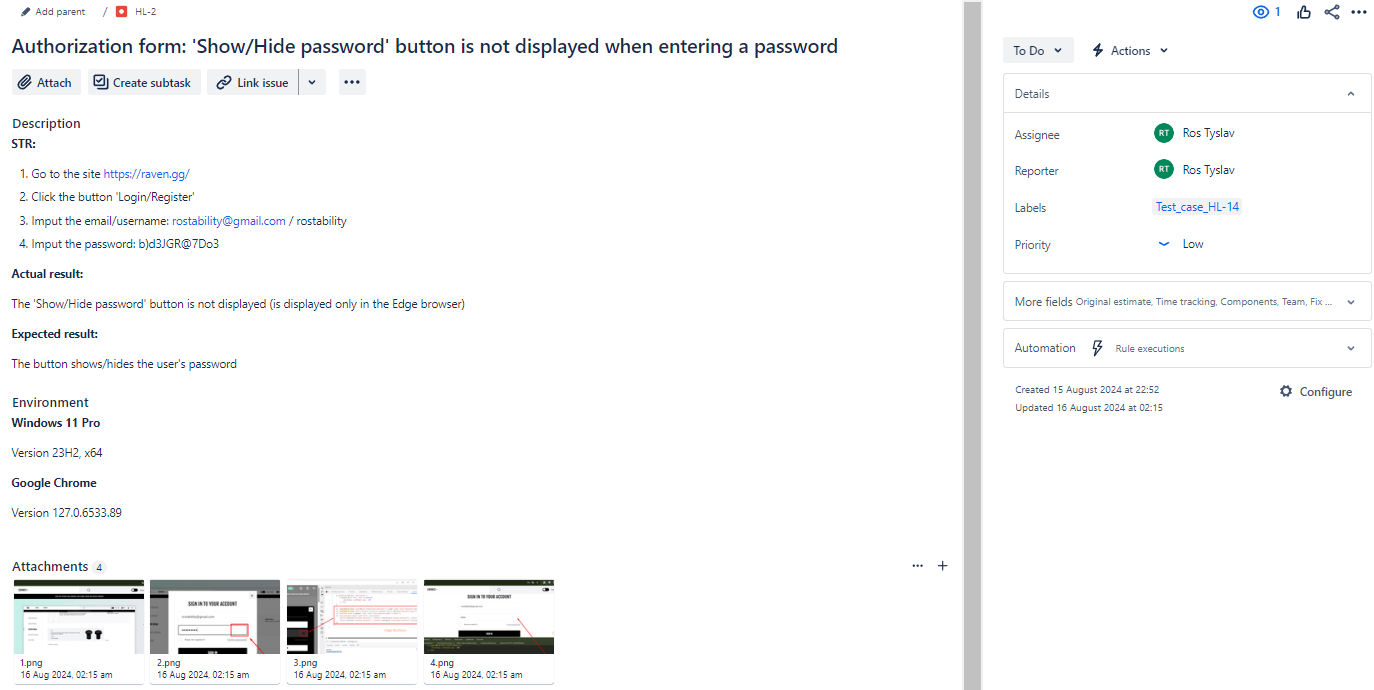 Add parent / HL-2
1
Authorization form: 'Show/Hide password' button is not displayed when entering a password
To Do
Actions
Attach
Create subtask
Link issue
Details
Description
STR:
1. Go to the site https://raven.gg/
2. Click the button 'Login/Register'
3. Imput the email/username: rostability@gmail.com / rostability
4. Imput the password: b)d3JGR@7Do3
Actual result:
The 'Show/Hide password' button is not displayed (is displayed only in the Edge browser)
Expected result:
The button shows/hides the user's password
Environment
Windows 11 Pro
Version 23H2, x64
Google Chrome
Version 127.0.6533.89
Assignee
RT Ros Tyslav
Reporter
RT Ros Tyslav
Labels
Test_case_HL-14
Priority
Low
More fields Original estimate, Time tracking, Components, Team, Fix ...
Automation Rule executions
Created 15 August 2024 at 22:52
Updated 16 August 2024 at 02:15
Configure
Attachments 4
SIGN IN TO YOUR ACCOUNT
rostability@gmail.com
SIGN IN TO YOUR ACCOUNT
1.png
16 Aug 2024, 02:15 am
2.png
16 Aug 2024, 02:15 am
3.png
16 Aug 2024, 02:15 am
4.png
16 Aug 2024, 02:15 am